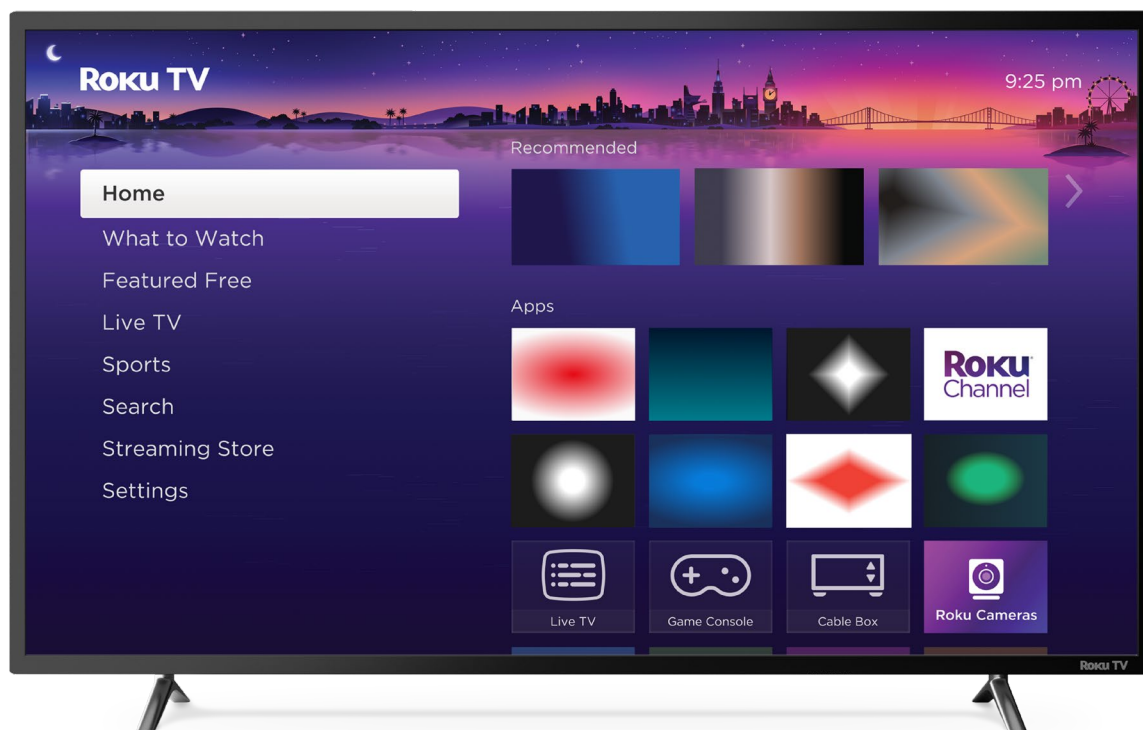 Roku TV
9:25 pm
Home
What to Watch
Featured Free
Live TV
Sports
Search
Streaming Store
Settings
Recommended
Apps
Roku
Channel
Live TV
Game Console
Cable Box
Roku Cameras
Roku TV